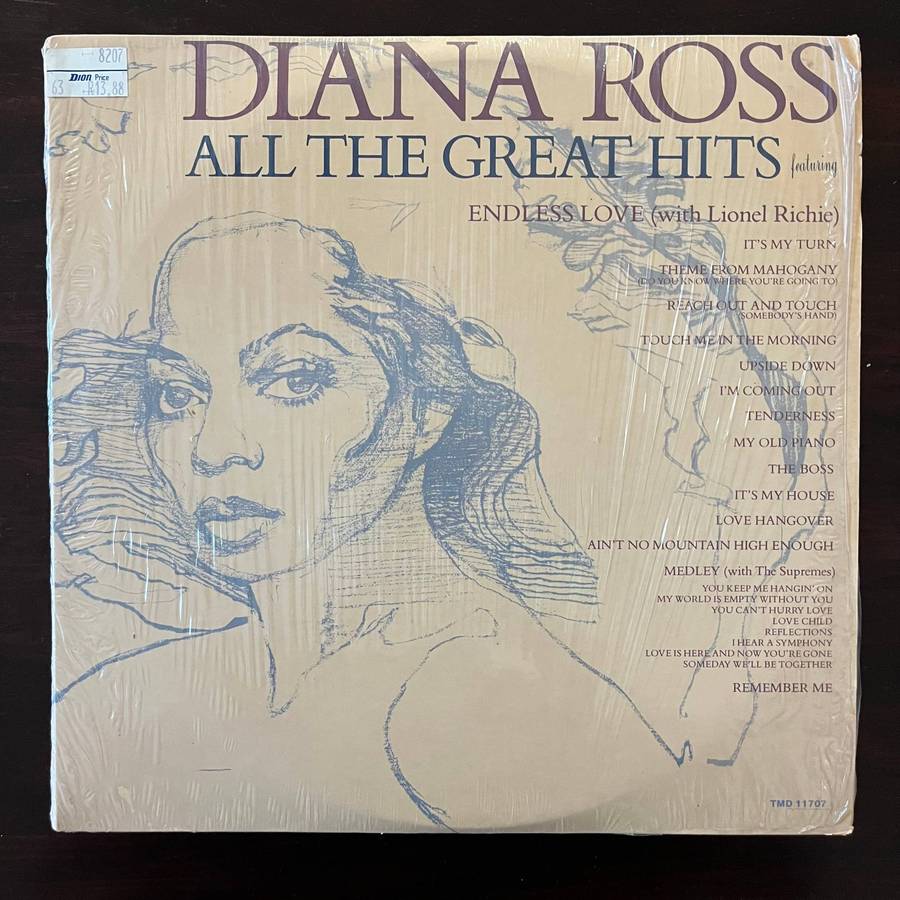 8207
Dion Price
63 R13.88
DIANA ROSS
ALL THE GREAT HITS featuring
ENDLESS LOVE (with Lionel Richie)
IT'S MY TURN
THEME FROM MAHOGANY
(DO YOU KNOW WHERE YOU'RE GOING TO)
REACH OUT AND TOUCH
(SOMEBODY'S HAND)
TOUCH ME IN THE MORNING
UPSIDE DOWN
I'M COMING OUT
TENDERNESS
MY OLD PIANO
THE BOSS
IT'S MY HOUSE
LOVE HANGOVER
AIN'T NO MOUNTAIN HIGH ENOUGH
MEDLEY (with The Supremes)
YOU KEEP ME HANGIN' ON
MY WORLD IS EMPTY WITHOUT YOU
YOU CAN'T HURRY LOVE
LOVE CHILD
REFLECTIONS
I HEAR A SYMPHONY
LOVE IS HERE AND NOW YOU'RE GONE
SOMEDAY WE'LL BE TOGETHER
REMEMBER ME
TMD 11707